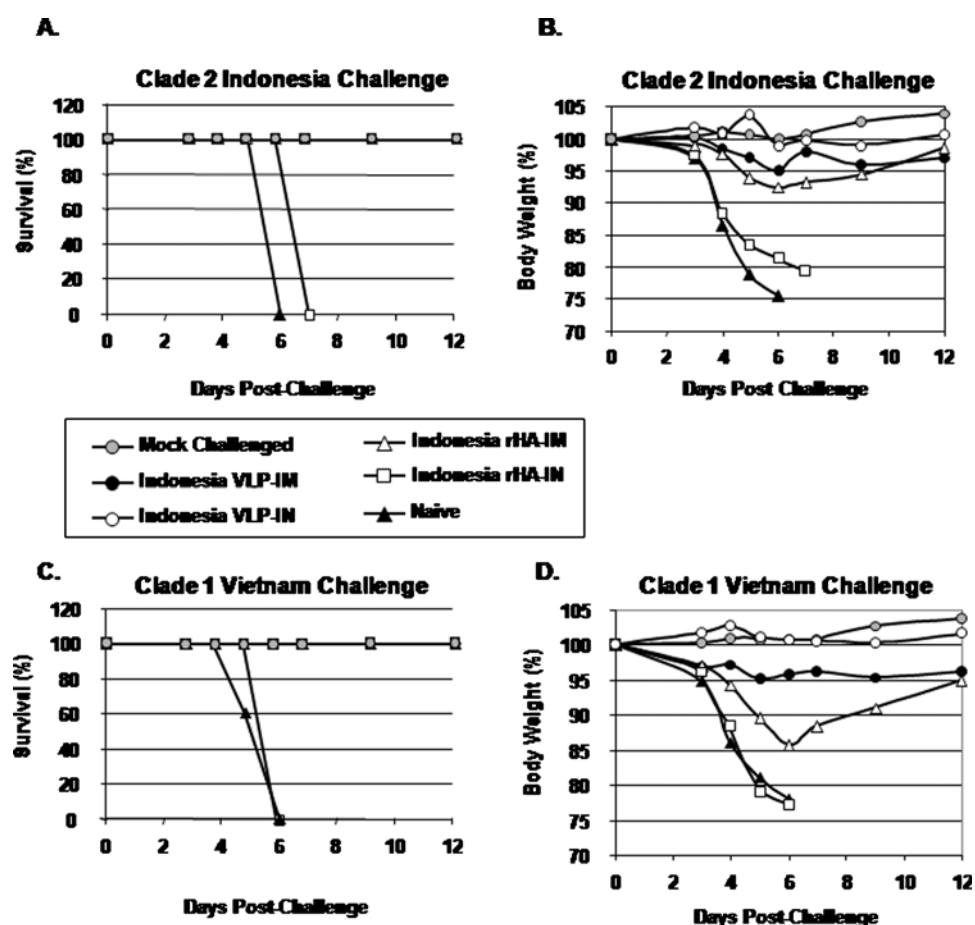 A.
Clade 2 Indonesia Challenge
120
100
80
60
40
20
0
Survival (%)
0 2 4 6 8 10 12
Days Post-Challenge
B.
Clade 2 Indonesia Challenge
105
100
95
90
85
80
75
70
Body Weight (%)
0 2 4 6 8 10 12
Days Post Challenge
Mock Challenged
Indonesia VLP-IM
Indonesia VLP-IN
Indonesia rHA-IM
Indonesia rHA-IN
Naive
C.
Clade 1 Vietnam Challenge
120
100
80
60
40
20
0
Survival (%)
0 2 4 6 8 10 12
Days Post-Challenge
D.
Clade 1 Vietnam Challenge
105
100
95
90
85
80
75
70
Body Weight (%)
0 2 4 6 8 10 12
Days Post-Challenge